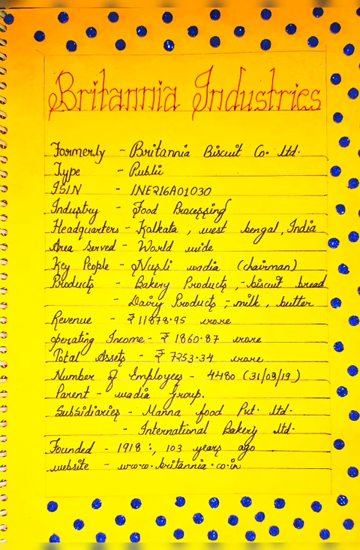 Britannia Industries
Formerly - Britannia Biscuit Co. Ltd.
Type - Public
ISIN - INE216A01030
Industry - Food Processing
Headquarters - Kolkata, west bengal, India
Area served - World wide
Key People - Nusli wadia (chairman)
Products - Bakery Products, - biscuit bread
- Dairy Products, - milk, butter
Revenue - ₹ 11878.95 crore
operating Income - ₹ 1860.87 crore
Total Assets - ₹ 7253.34 crore
Number of Employees - 4480 (31/03/19)
Parent - wadia group.
Subsidiaries - Manna food Pvt. ltd.
- International Bakery ltd.
Founded - 1918 :, 103 years ago
website - www.britannia.co.in